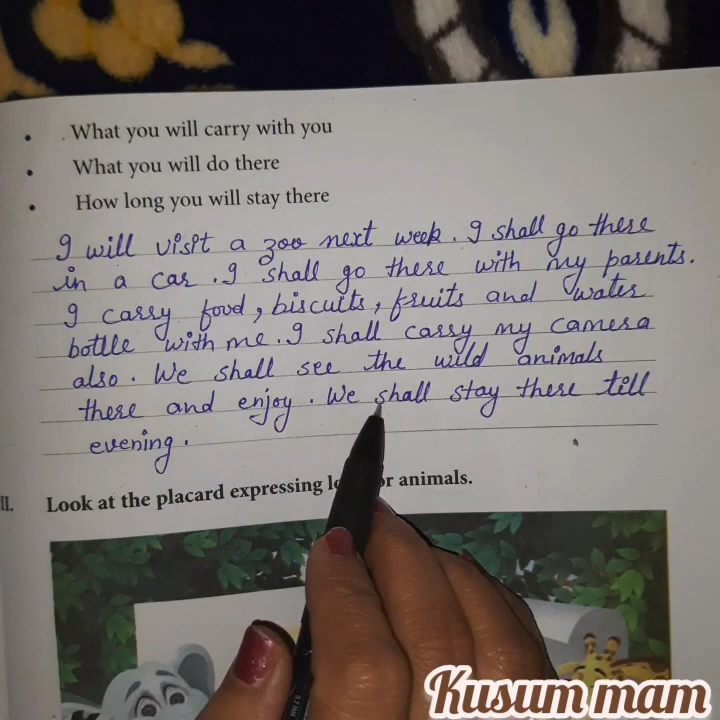 . What you will carry with you
What you will do there
How long you will stay there
I will visit a zoo next week. I shall go there
in a car. I shall go there with my parents.
I carry food, biscuits, fruits and water
bottle with me. I shall carry my camera
also. We shall see the wild animals
there and enjoy. We shall stay there till
evening.
II. Look at the placard expressing animals.
Kusum mam